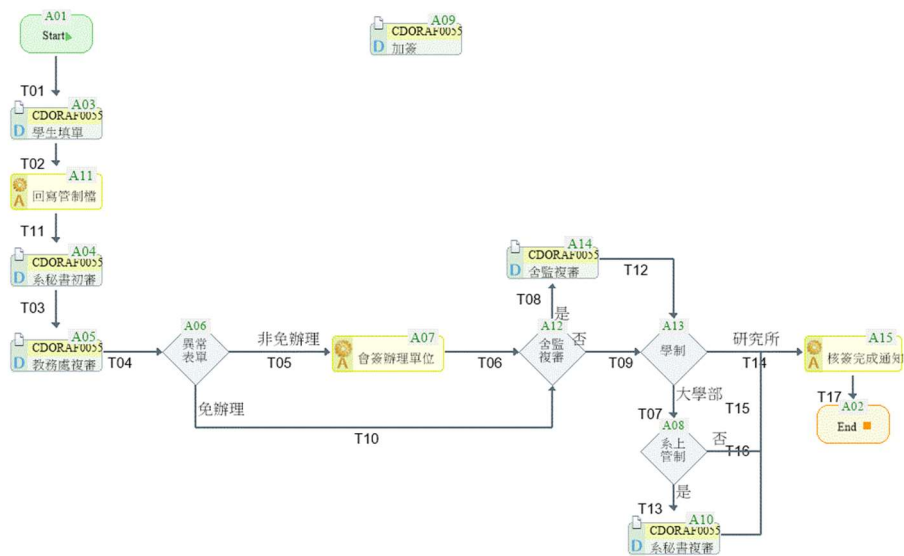 A01
Start
T01
A03
CDORAF0055
D 學生填單
T02
A11
A 回寫管制檔
T11
A04
CDORAF0055
D 系秘書初審
T03
A05
CDORAF0055
D 教務處複審
T04
A06
異常
表單
非免辦理
T05
免辦理
T10
A07
A 會簽辦理單位
T06
A09
CDORAF0055
D 加簽
A14
CDORAF0055
D 舍監複審
T08
是
T12
A12
舍監
複審
否
T09
A13
學制
研究所
T14
大學部
T07
T15
A08
系上
管制
否
T16
是
T13
A10
CDORAF0055
D 系秘書複審
A15
A 核簽完成通知
T17
A02
End